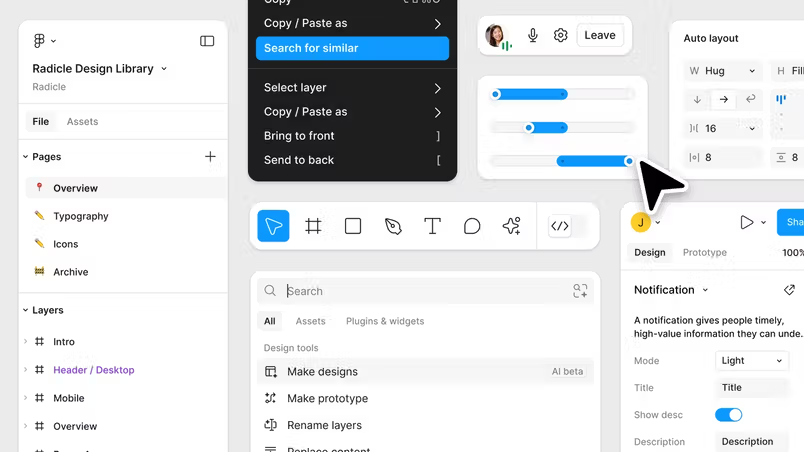 Radicle Design Library
Radicle
File
Assets
Pages
Overview
Typography
Icons
Archive
Layers
Intro
Header / Desktop
Mobile
Overview
Copy
Copy / Paste as
Search for similar
Select layer
Copy / Paste as
Bring to front ]
Send to back [
Leave
Auto layout
W Hug
H Fill
16
8
8
Search
All
Assets
Plugins & widgets
Design tools
Make designs
AI beta
Make prototype
Rename layers
Replace content
J
Sha
Design
Prototype
100%
Notification
A notification gives people timely,
high-value information they can unde.
Mode
Light
Title
Title
Show desc
Description
Description